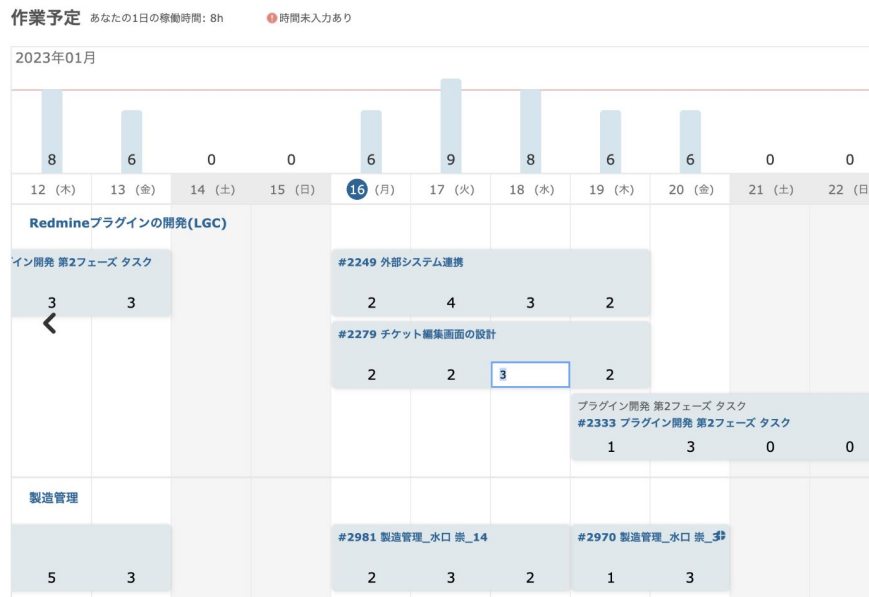 作業予定 あなたの1日の稼働時間: 8h ! 時間未入力あり
2023年01月
8 6 0 0 6 9 8 6 6 0 0
12 (木) 13 (金) 14 (土) 15 (日) 16 (月) 17 (火) 18 (水) 19 (木) 20 (金) 21 (土) 22 (日
Redmineプラグインの開発(LGC)
イン開発 第2フェーズ タスク #2249 外部システム連携
3 3 2 4 3 2
#2279 チケット編集画面の設計
2 2 3 2
プラグイン開発 第2フェーズ タスク
#2333 プラグイン開発 第2フェーズ タスク
1 3 0 0
製造管理
#2981 製造管理_水口 崇_14 #2970 製造管理_水口 崇_3
5 3 2 3 2 1 3